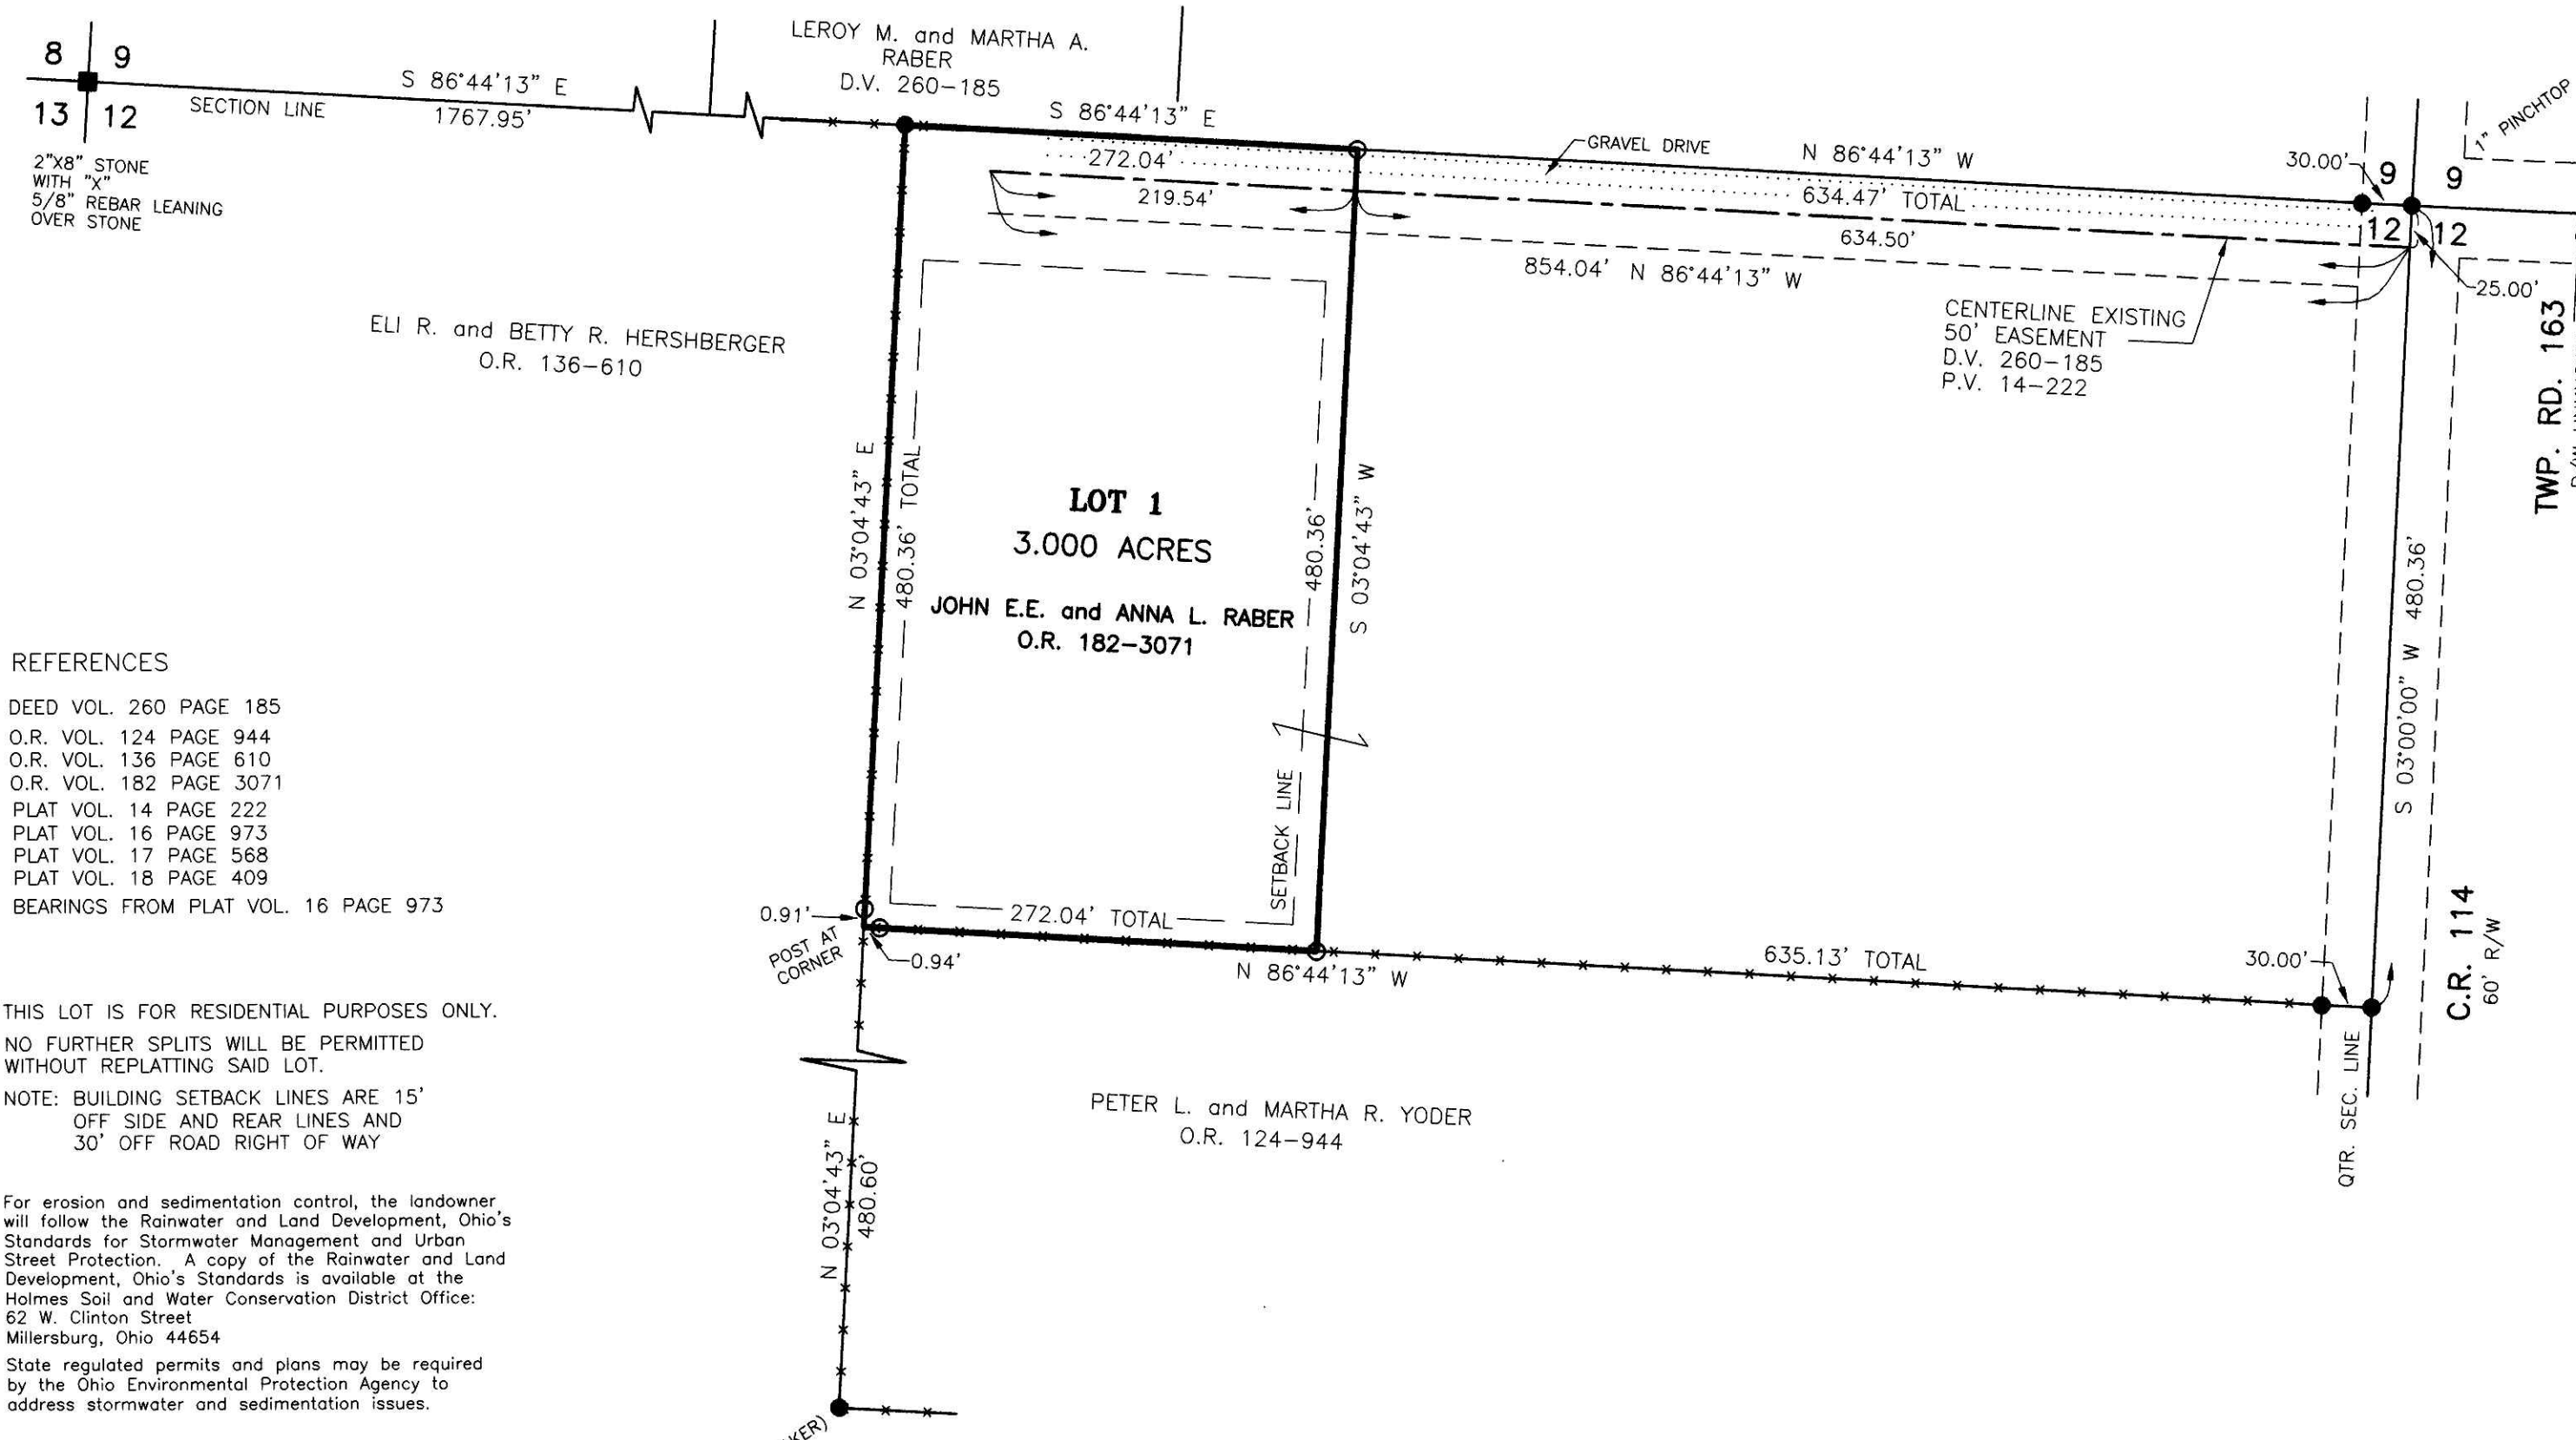 8 9
13 12
2"X8" STONE
WITH "X"
5/8" REBAR LEANING
OVER STONE
SECTION LINE
S 86°44'13" E
1767.95'
LEROY M. and MARTHA A.
RABER
D.V. 260-185
S 86°44'13" E
272.04'
219.54'
GRAVEL DRIVE
N 86°44'13" W
634.47' TOTAL
634.50'
854.04' N 86°44'13" W
30.00'
9 9
12 12
1" PINCHTOP
25.00'
CENTERLINE EXISTING
50' EASEMENT
D.V. 260-185
P.V. 14-222
TWP. RD. 163
ELI R. and BETTY R. HERSHBERGER
O.R. 136-610
N 03°04'43" E
480.36' TOTAL
LOT 1
3.000 ACRES
JOHN E.E. and ANNA L. RABER
O.R. 182-3071
480.36'
S 03°04'43" W
SETBACK LINE
S 03°00'00" W 480.36'
C.R. 114
60' R/W
REFERENCES
DEED VOL. 260 PAGE 185
O.R. VOL. 124 PAGE 944
O.R. VOL. 136 PAGE 610
O.R. VOL. 182 PAGE 3071
PLAT VOL. 14 PAGE 222
PLAT VOL. 16 PAGE 973
PLAT VOL. 17 PAGE 568
PLAT VOL. 18 PAGE 409
BEARINGS FROM PLAT VOL. 16 PAGE 973
0.91'
POST AT
CORNER
0.94'
272.04' TOTAL
N 86°44'13" W
635.13' TOTAL
30.00'
QTR. SEC. LINE
THIS LOT IS FOR RESIDENTIAL PURPOSES ONLY.
NO FURTHER SPLITS WILL BE PERMITTED
WITHOUT REPLATTING SAID LOT.
NOTE: BUILDING SETBACK LINES ARE 15'
OFF SIDE AND REAR LINES AND
30' OFF ROAD RIGHT OF WAY
PETER L. and MARTHA R. YODER
O.R. 124-944
N 03°04'43" E
480.60'
For erosion and sedimentation control, the landowner
will follow the Rainwater and Land Development, Ohio's
Standards for Stormwater Management and Urban
Street Protection. A copy of the Rainwater and Land
Development, Ohio's Standards is available at the
Holmes Soil and Water Conservation District Office:
62 W. Clinton Street
Millersburg, Ohio 44654
State regulated permits and plans may be required
by the Ohio Environmental Protection Agency to
address stormwater and sedimentation issues.